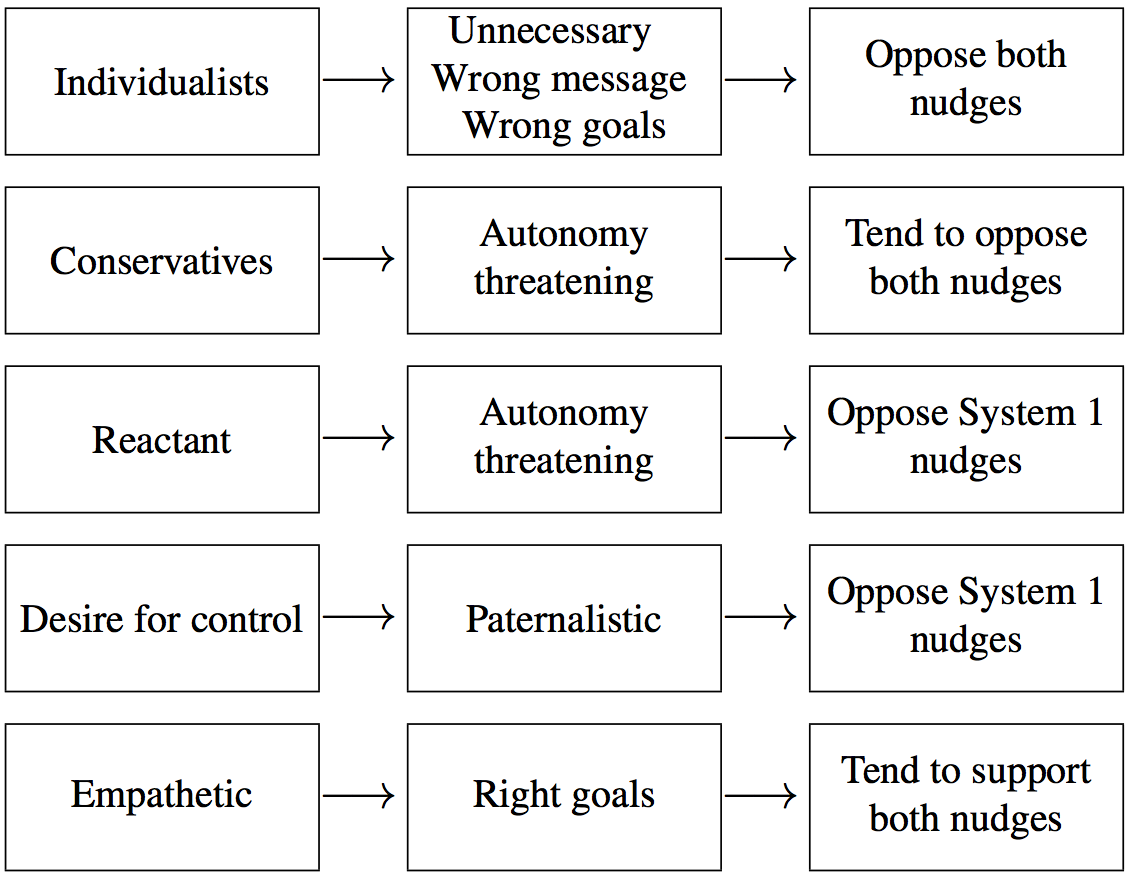 Individualists
Unnecessary
Wrong message
Wrong goals
Oppose both
nudges
Conservatives
Autonomy
threatening
Tend to oppose
both nudges
Reactant
Autonomy
threatening
Oppose System 1
nudges
Desire for control
Paternalistic
Oppose System 1
nudges
Empathetic
Right goals
Tend to support
both nudges